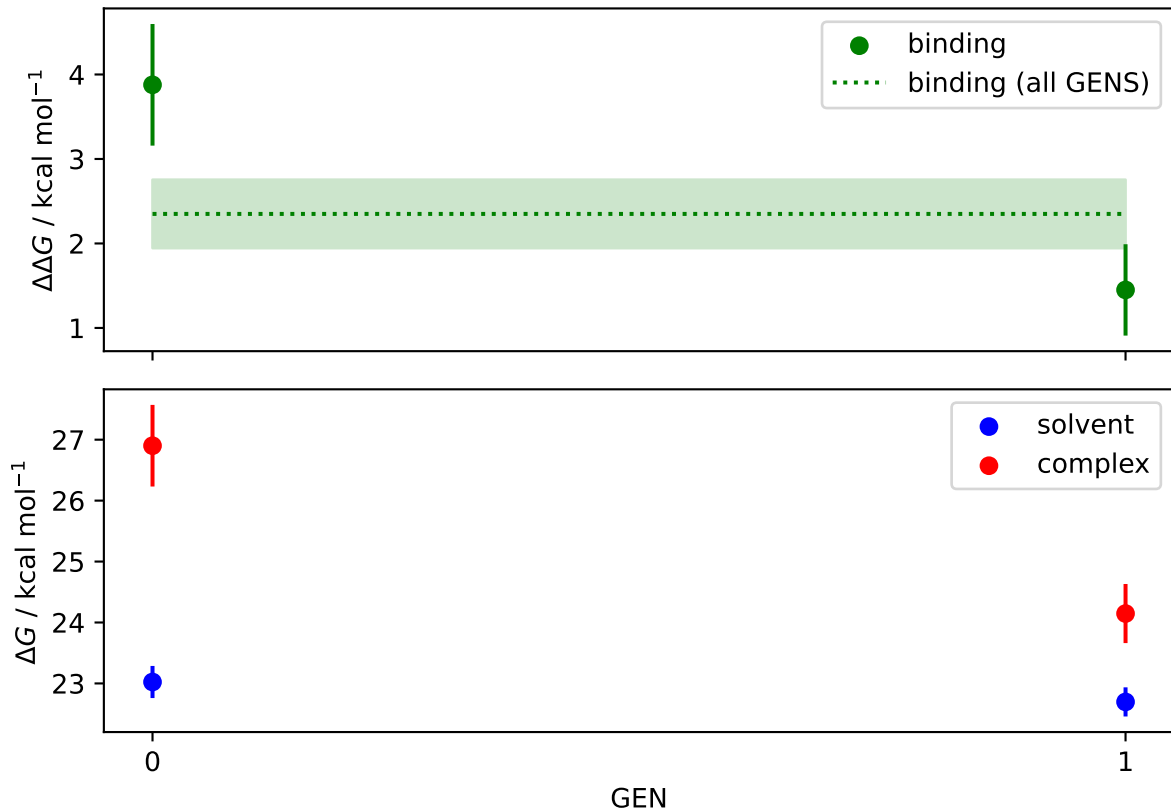 binding
binding (all GENS)
4
3
2
1
ΔΔG / kcal mol⁻¹
solvent
complex
27
26
25
24
23
ΔG / kcal mol⁻¹
0
1
GEN